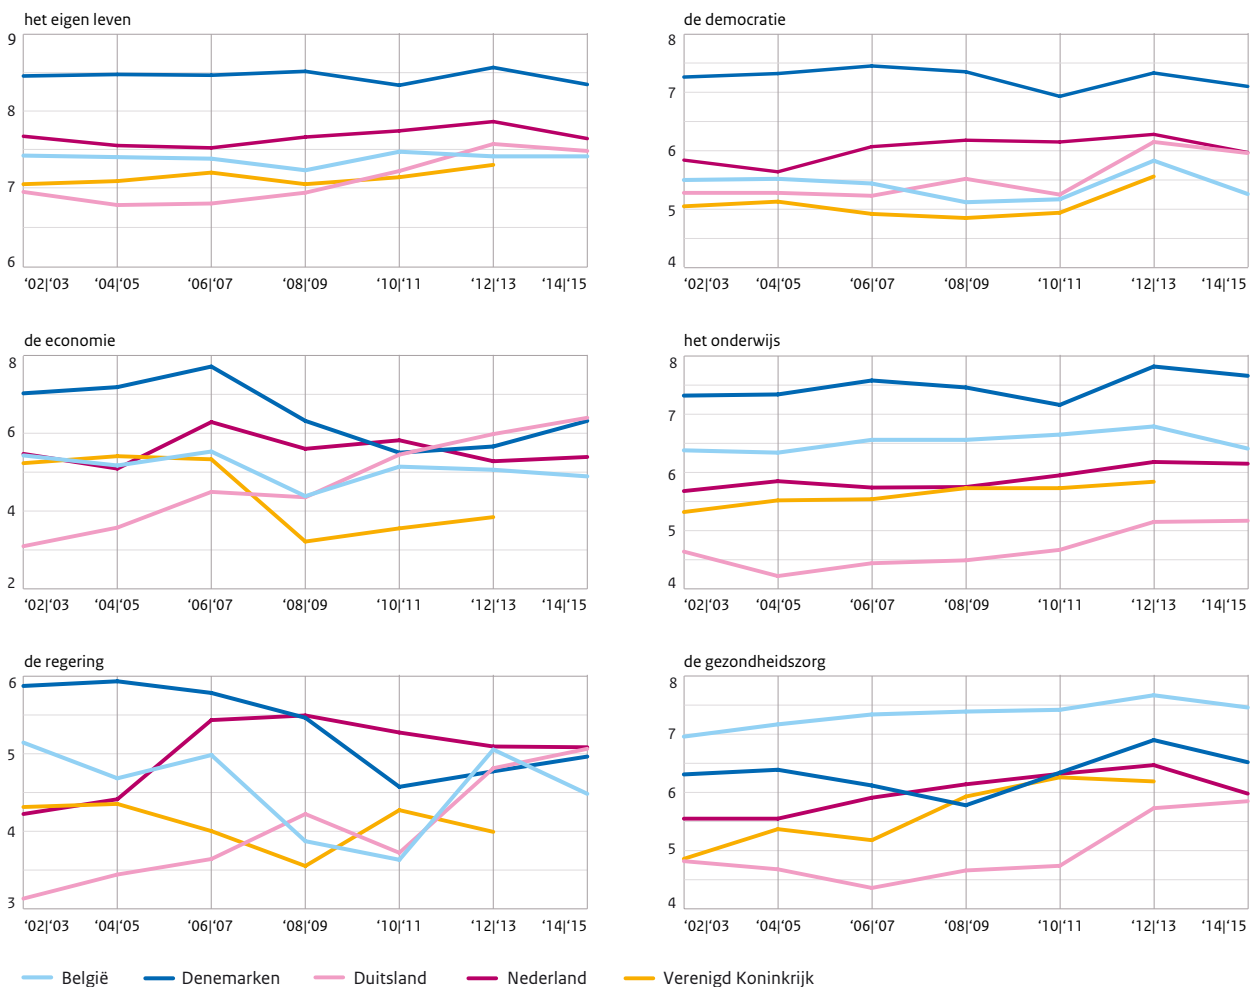 het eigen leven
9
8
7
6
‘02|‘03 ‘04|‘05 ‘06|‘07 ‘08|‘09 ‘10|‘11 ‘12|‘13 ‘14|‘15
de democratie
8
7
6
5
4
‘02|‘03 ‘04|‘05 ‘06|‘07 ‘08|‘09 ‘10|‘11 ‘12|‘13 ‘14|‘15
de economie
8
6
4
2
‘02|‘03 ‘04|‘05 ‘06|‘07 ‘08|‘09 ‘10|‘11 ‘12|‘13 ‘14|‘15
het onderwijs
8
7
6
5
4
‘02|‘03 ‘04|‘05 ‘06|‘07 ‘08|‘09 ‘10|‘11 ‘12|‘13 ‘14|‘15
de regering
6
5
4
3
‘02|‘03 ‘04|‘05 ‘06|‘07 ‘08|‘09 ‘10|‘11 ‘12|‘13 ‘14|‘15
de gezondheidszorg
8
7
6
5
4
‘02|‘03 ‘04|‘05 ‘06|‘07 ‘08|‘09 ‘10|‘11 ‘12|‘13 ‘14|‘15
België Denemarken Duitsland Nederland Verenigd Koninkrijk